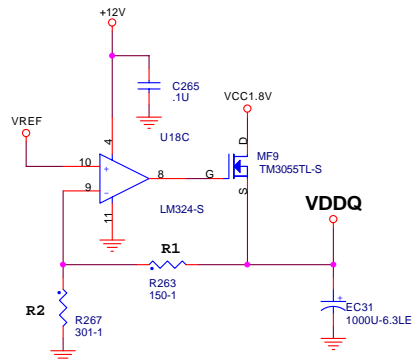 +12V
C265
.1U
VCC1.8V
VREF
U18C
4
D
MF9
10
+
8
G
TM3055TL-S
9
-
S
VDDQ
11
LM324-S
R1
R263
150-1
+
EC31
R2
R267
301-1
1000U-6.3LE